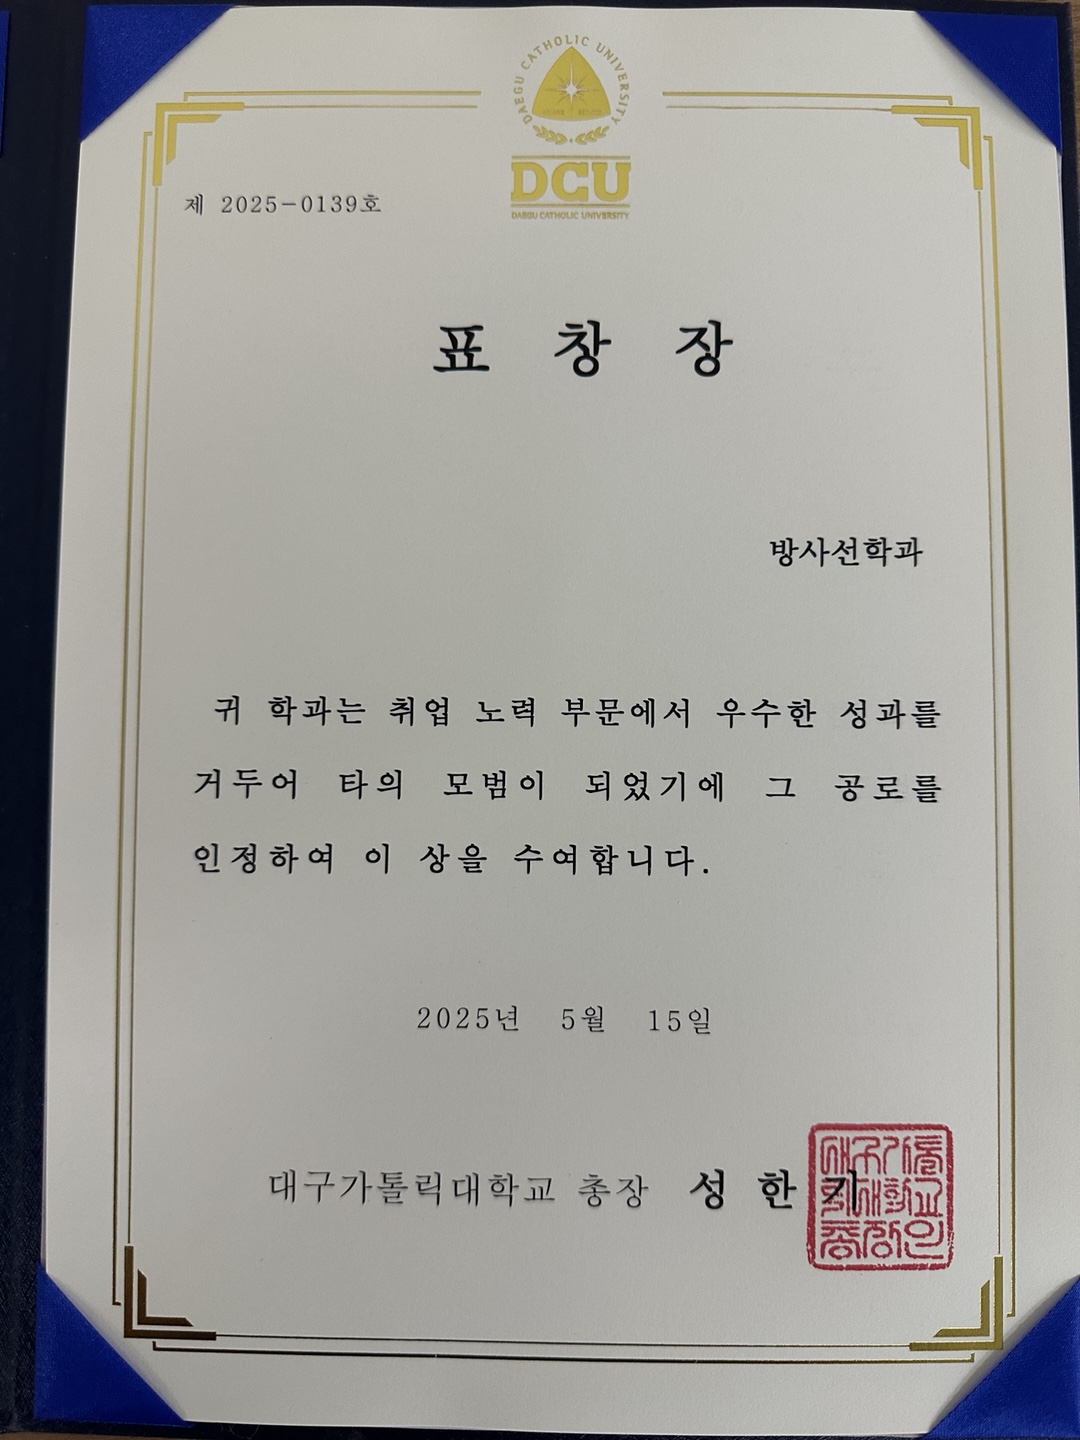 DAEGU CATHOLIC UNIVERSITY
DCU
DAEGU CATHOLIC UNIVERSITY
제 2025-0139호
표 창 장
방사선학과
귀 학과는 취업 노력 부문에서 우수한 성과를
거두어 타의 모범이 되었기에 그 공로를
인정하여 이 상을 수여합니다.
2025년 5월 15일
대구가톨릭대학교 총장 성 한 기